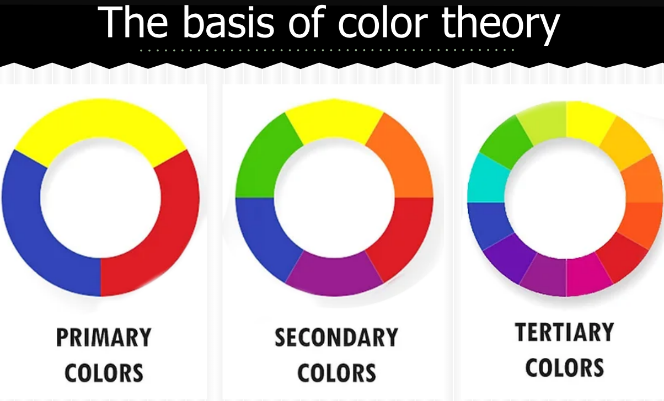 The basis of color theory
PRIMARY
COLORS
SECONDARY
COLORS
TERTIARY
COLORS